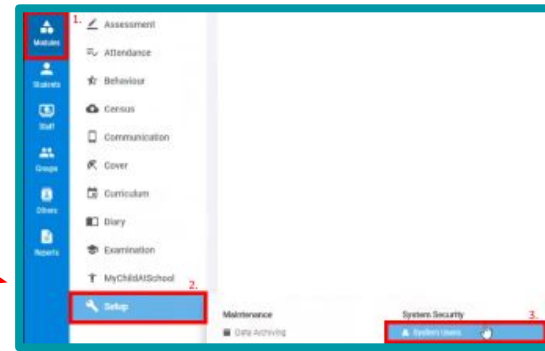 1.
Modules
Students
Staff
Groups
Others
Reports
Assessment
Attendance
Behaviour
Census
Communication
Cover
Curriculum
Diary
Examination
MyChildAtSchool
2.
Setup
Maintenance
Data Archiving
System Security
3.
System Users